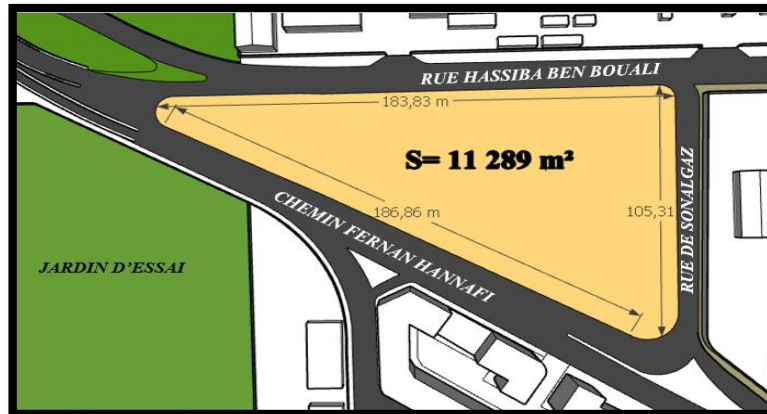 RUE HASSIBA BEN BOUALI
183,83 m
S= 11 289 m²
CHEMIN FERNAN HANNAFI
186,86 m
105,31
RUE DE SONALGAZ
JARDIN D'ESSAI